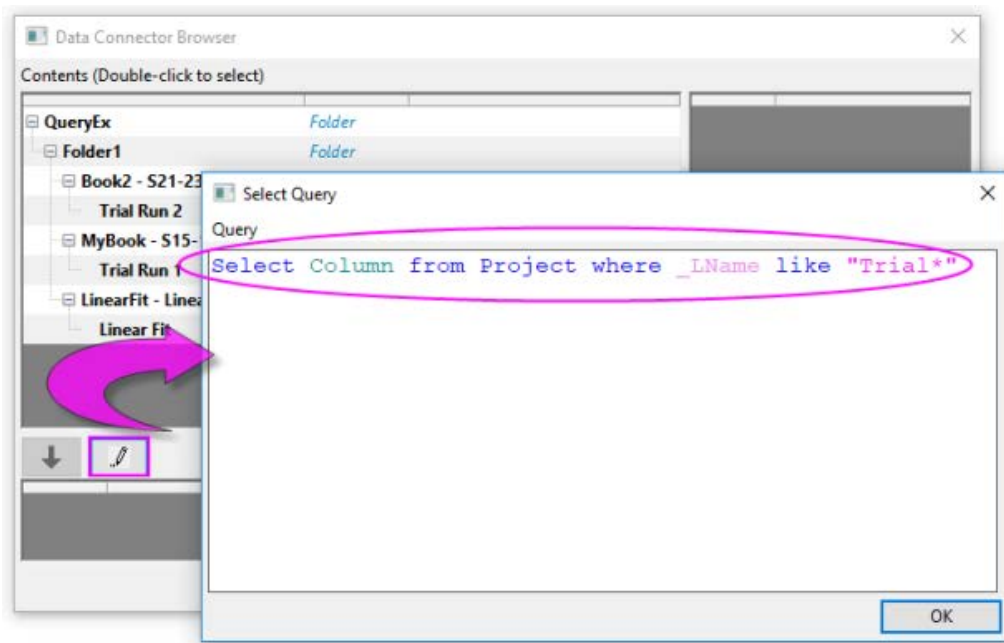 Data Connector Browser
Contents (Double-click to select)
QueryEx Folder
Folder1 Folder
Book2 - S21-23
Trial Run 2
MyBook - S15-
Trial Run 1
LinearFit - Linea
Linear Fit
Select Query
Query
Select Column from Project where _LName like "Trial*"
OK